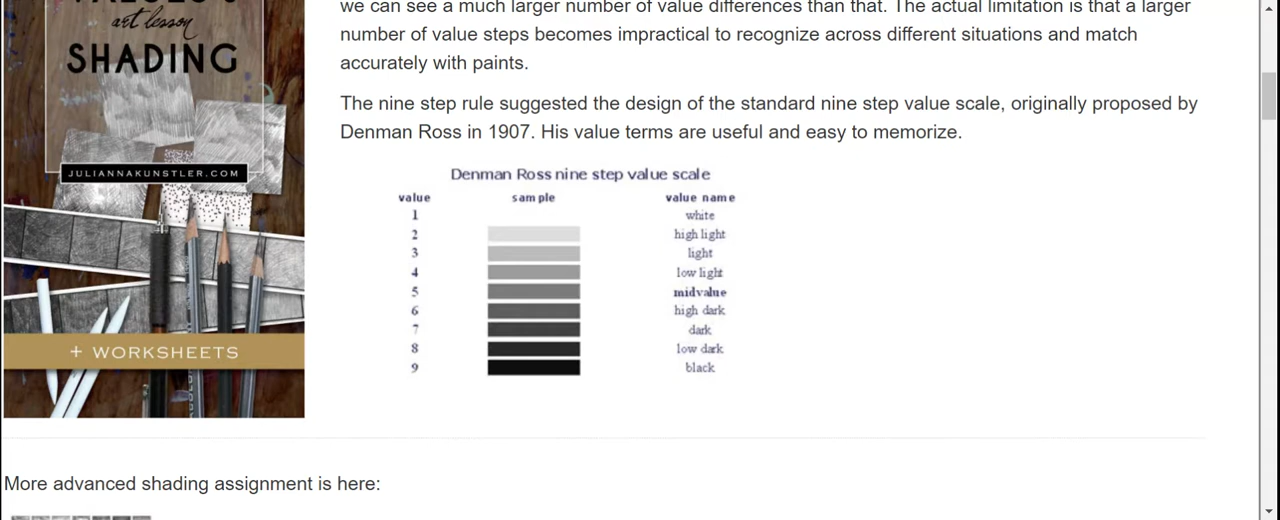 VALUES
art lesson
SHADING
JULIANNAKUNSTLER.COM
+ WORKSHEETS
we can see a much larger number of value differences than that. The actual limitation is that a larger
number of value steps becomes impractical to recognize across different situations and match
accurately with paints.
The nine step rule suggested the design of the standard nine step value scale, originally proposed by
Denman Ross in 1907. His value terms are useful and easy to memorize.
Denman Ross nine step value scale
value sample value name
1 white
2 high light
3 light
4 low light
5 midvalue
6 high dark
7 dark
8 low dark
9 black
More advanced shading assignment is here: